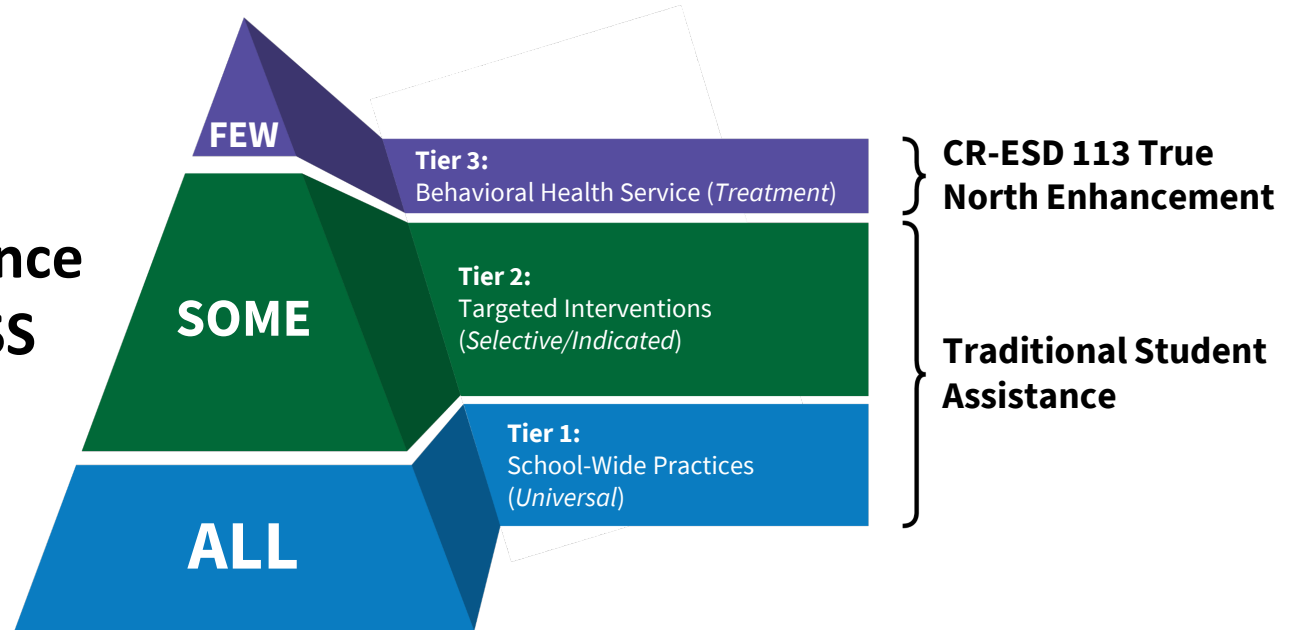 FEW
Tier 3:
Behavioral Health Service (Treatment)
CR-ESD 113 True
North Enhancement
SOME
Tier 2:
Targeted Interventions
(Selective/Indicated)
Traditional Student
Assistance
ALL
Tier 1:
School-Wide Practices
(Universal)